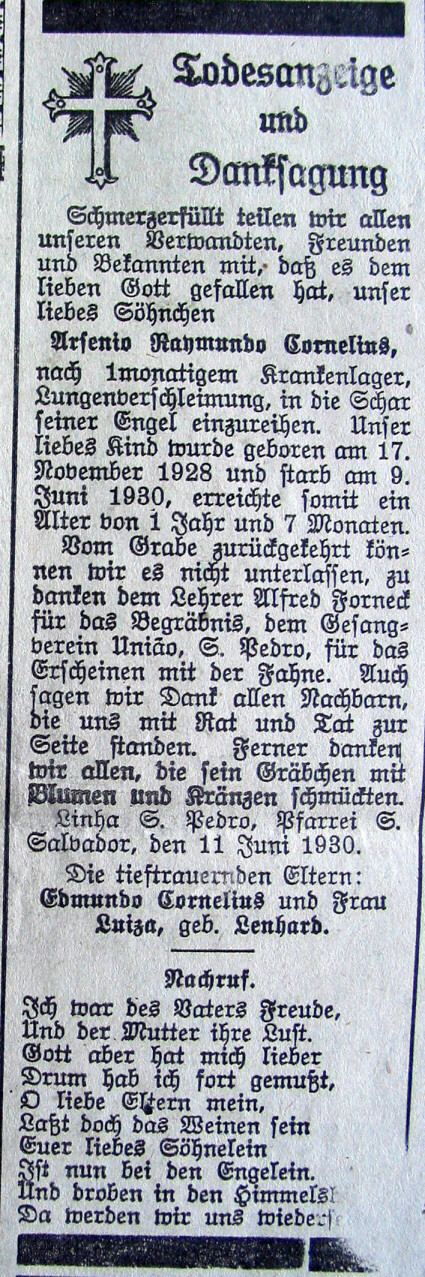 Todesanzeige
und
Danksagung
Schmerzerfüllt teilen wir allen
unseren Verwandten, Freunden
und Bekannten mit, daß es dem
lieben Gott gefallen hat, unser
liebes Söhnchen
Arsenio Raymundo Cornelius,
nach 1monatigem Krankenlager,
Lungenverschleimung, in die Schar
seiner Engel einzureihen. Unser
liebes Kind wurde geboren am 17.
November 1928 und starb am 9.
Juni 1930, erreichte somit ein
Alter von 1 Jahr und 7 Monaten.
Vom Grabe zurückgekehrt kön-
nen wir es nicht unterlassen, zu
danken dem Lehrer Alfred Forneck
für das Begräbnis, dem Gesang-
verein União, S. Pedro, für das
Erscheinen mit der Fahne. Auch
sagen wir Dank allen Nachbarn,
die uns mit Rat und Tat zur
Seite standen. Ferner danken
wir allen, die sein Gräbchen mit
Blumen und Kränzen schmückten.
Linha S. Pedro, Pfarrei S.
Salvador, den 11 Juni 1930.
Die tieftrauernden Eltern:
Edmundo Cornelius und Frau
Luiza, geb. Lenhard.
Nachruf.
Ich war des Vaters Freude,
Und der Mutter ihre Lust.
Gott aber hat mich lieber
Drum hab ich fort gemußt,
O liebe Eltern mein,
Laßt doch das Weinen sein
Euer liebes Söhnelein
Ist nun bei den Engelein.
Und droben in den
Da werden wir uns